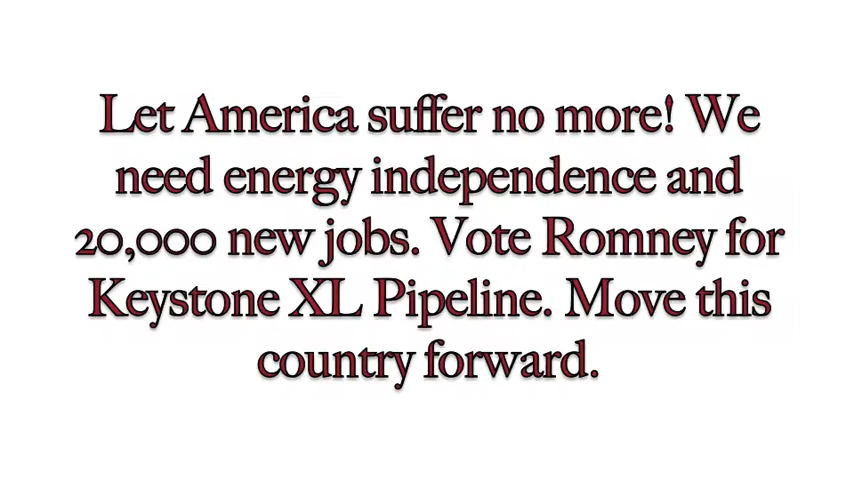 Let America suffer no more! We
need energy independence and
20,000 new jobs. Vote Romney for
Keystone XL Pipeline. Move this
country forward.